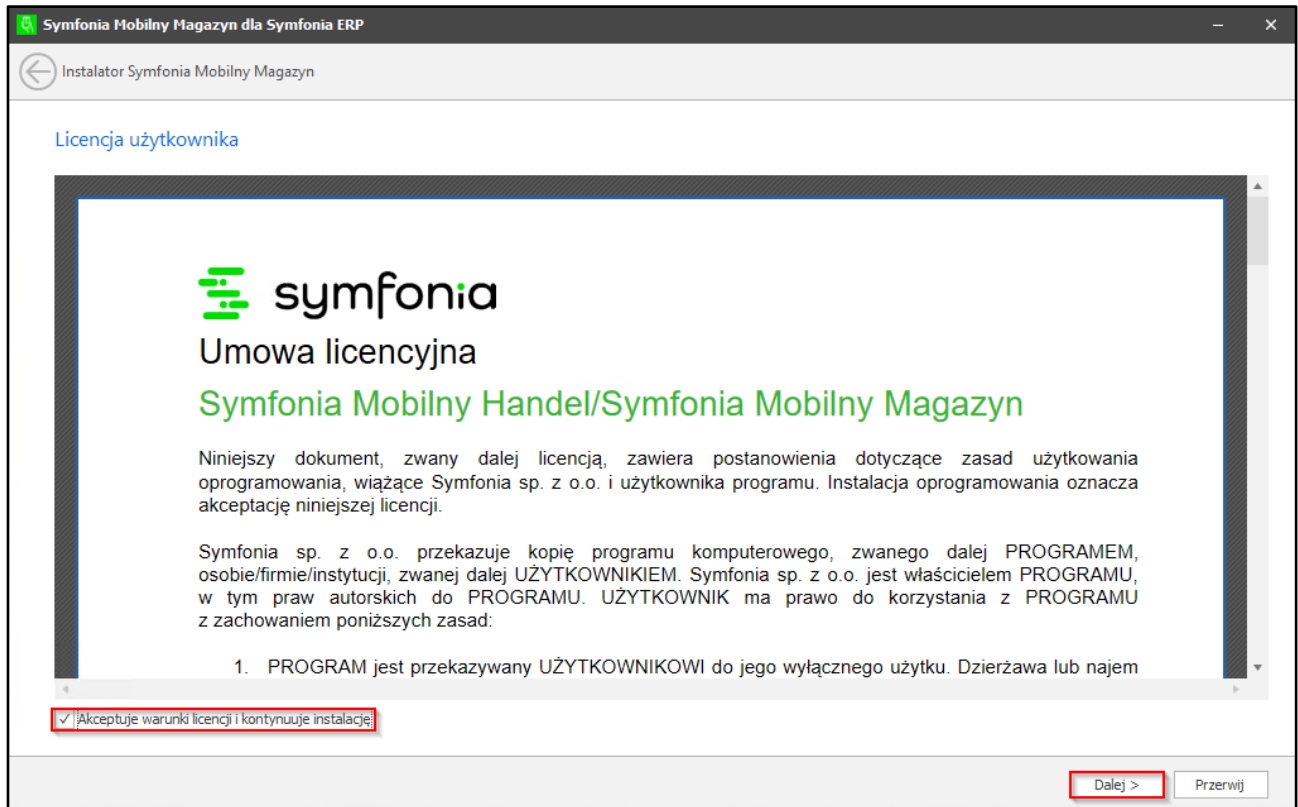 Symfonia Mobilny Magazyn dla Symfonia ERP
Instalator Symfonia Mobilny Magazyn
Licencja użytkownika
symfonia
Umowa licencyjna
Symfonia Mobilny Handel/Symfonia Mobilny Magazyn
Niniejszy dokument, zwany dalej licencją, zawiera postanowienia dotyczące zasad użytkowania
oprogramowania, wiążące Symfonia sp. z o.o. i użytkownika programu. Instalacja oprogramowania oznacza
akceptację niniejszej licencji.
Symfonia sp. z o.o. przekazuje kopię programu komputerowego, zwanego dalej PROGRAMEM,
osobie/firmie/instytucji, zwanej dalej UŻYTKOWNIKIEM. Symfonia sp. z o.o. jest właścicielem PROGRAMU,
w tym praw autorskich do PROGRAMU. UŻYTKOWNIK ma prawo do korzystania z PROGRAMU
z zachowaniem poniższych zasad:
1. PROGRAM jest przekazywany UŻYTKOWNIKOWI do jego wyłącznego użytku. Dzierżawa lub najem
Akceptuje warunki licencji i kontynuuje instalację
Dalej >
Przerwij